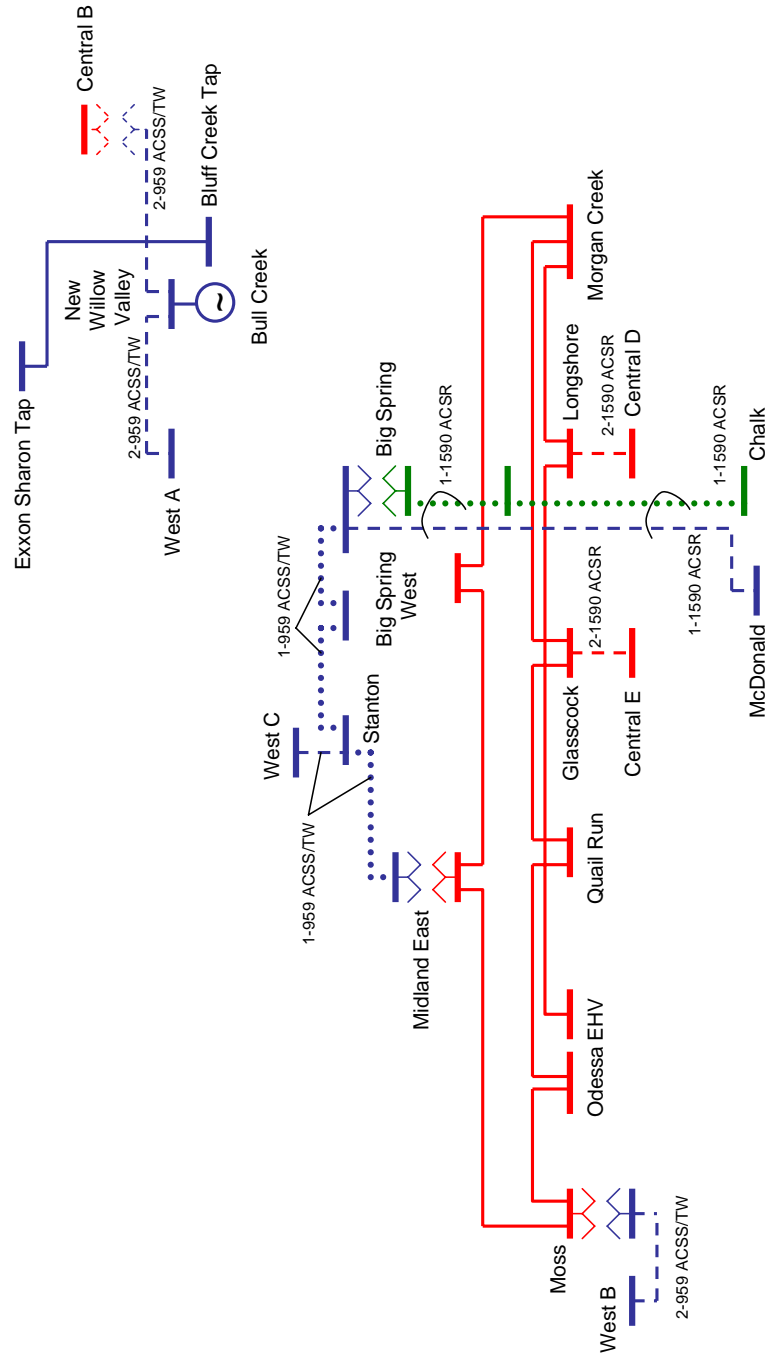 Exxon Sharon Tap
New
Willow
Valley
Central B
2-959 ACSS/TW
2-959 ACSS/TW
West A
Bluff Creek Tap
Bull Creek
West C
1-959 ACSS/TW
1-959 ACSS/TW
Stanton
Big Spring
West
Big Spring
Midland East
1-1590 ACSR
Moss
Odessa EHV
Quail Run
Glasscock
Longshore
Morgan Creek
West B
2-1590 ACSR
2-1590 ACSR
Central E
Central D
2-959 ACSS/TW
1-1590 ACSR
1-1590 ACSR
McDonald
Chalk